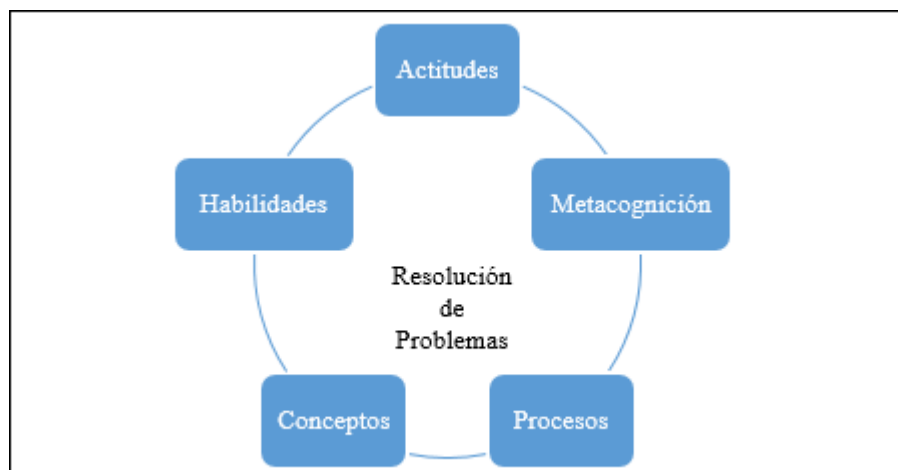 Actitudes
Habilidades
Metacognición
Resolución
de
Problemas
Conceptos
Procesos